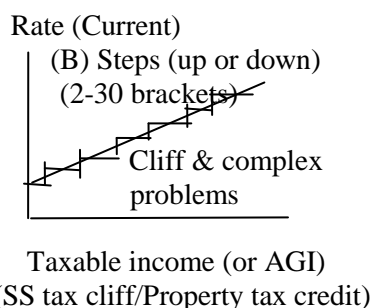 Rate (Current)
(B) Steps (up or down)
(2-30 brackets)
Cliff & complex
problems
Taxable income (or AGI)
(SS tax cliff/Property tax credit)